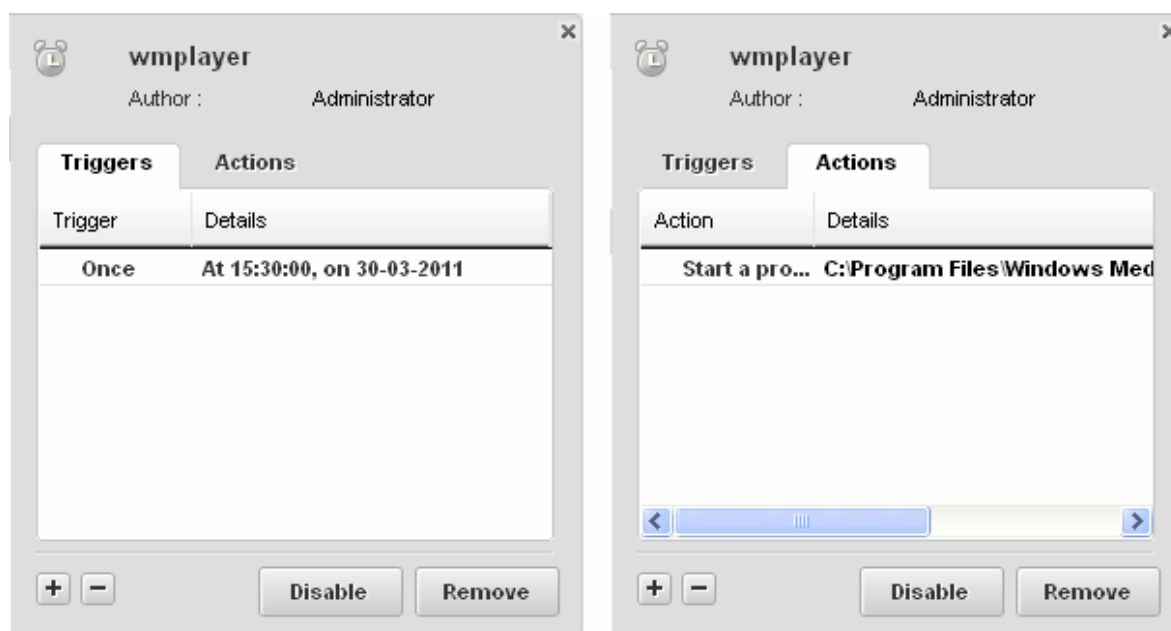 wmplayer
Author : Administrator
Triggers Actions
Trigger Details
Once At 15:30:00, on 30-03-2011
Disable Remove
wmplayer
Author : Administrator
Triggers Actions
Action Details
Start a pro... C:\Program Files\Windows Med
Disable Remove